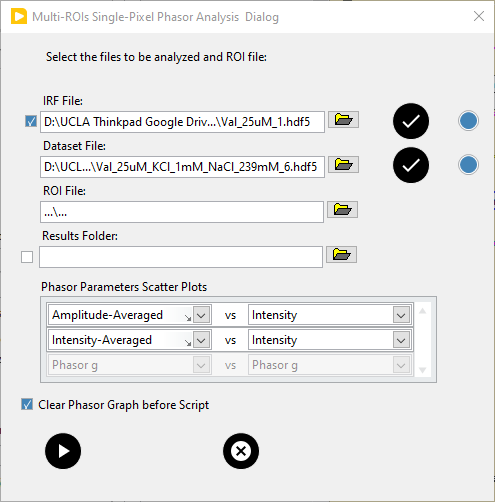 Multi-ROIs Single-Pixel Phasor Analysis Dialog
Select the files to be analyzed and ROI file:
IRF File:
D:\UCLA Thinkpad Google Driv...\Val_25uM_1.hdf5
Dataset File:
D:\UCL...\Val_25uM_KCl_1mM_NaCl_239mM_6.hdf5
ROI File:
...\...
Results Folder:
Phasor Parameters Scatter Plots
Amplitude-Averaged vs Intensity
Intensity-Averaged vs Intensity
Phasor g vs Phasor g
Clear Phasor Graph before Script